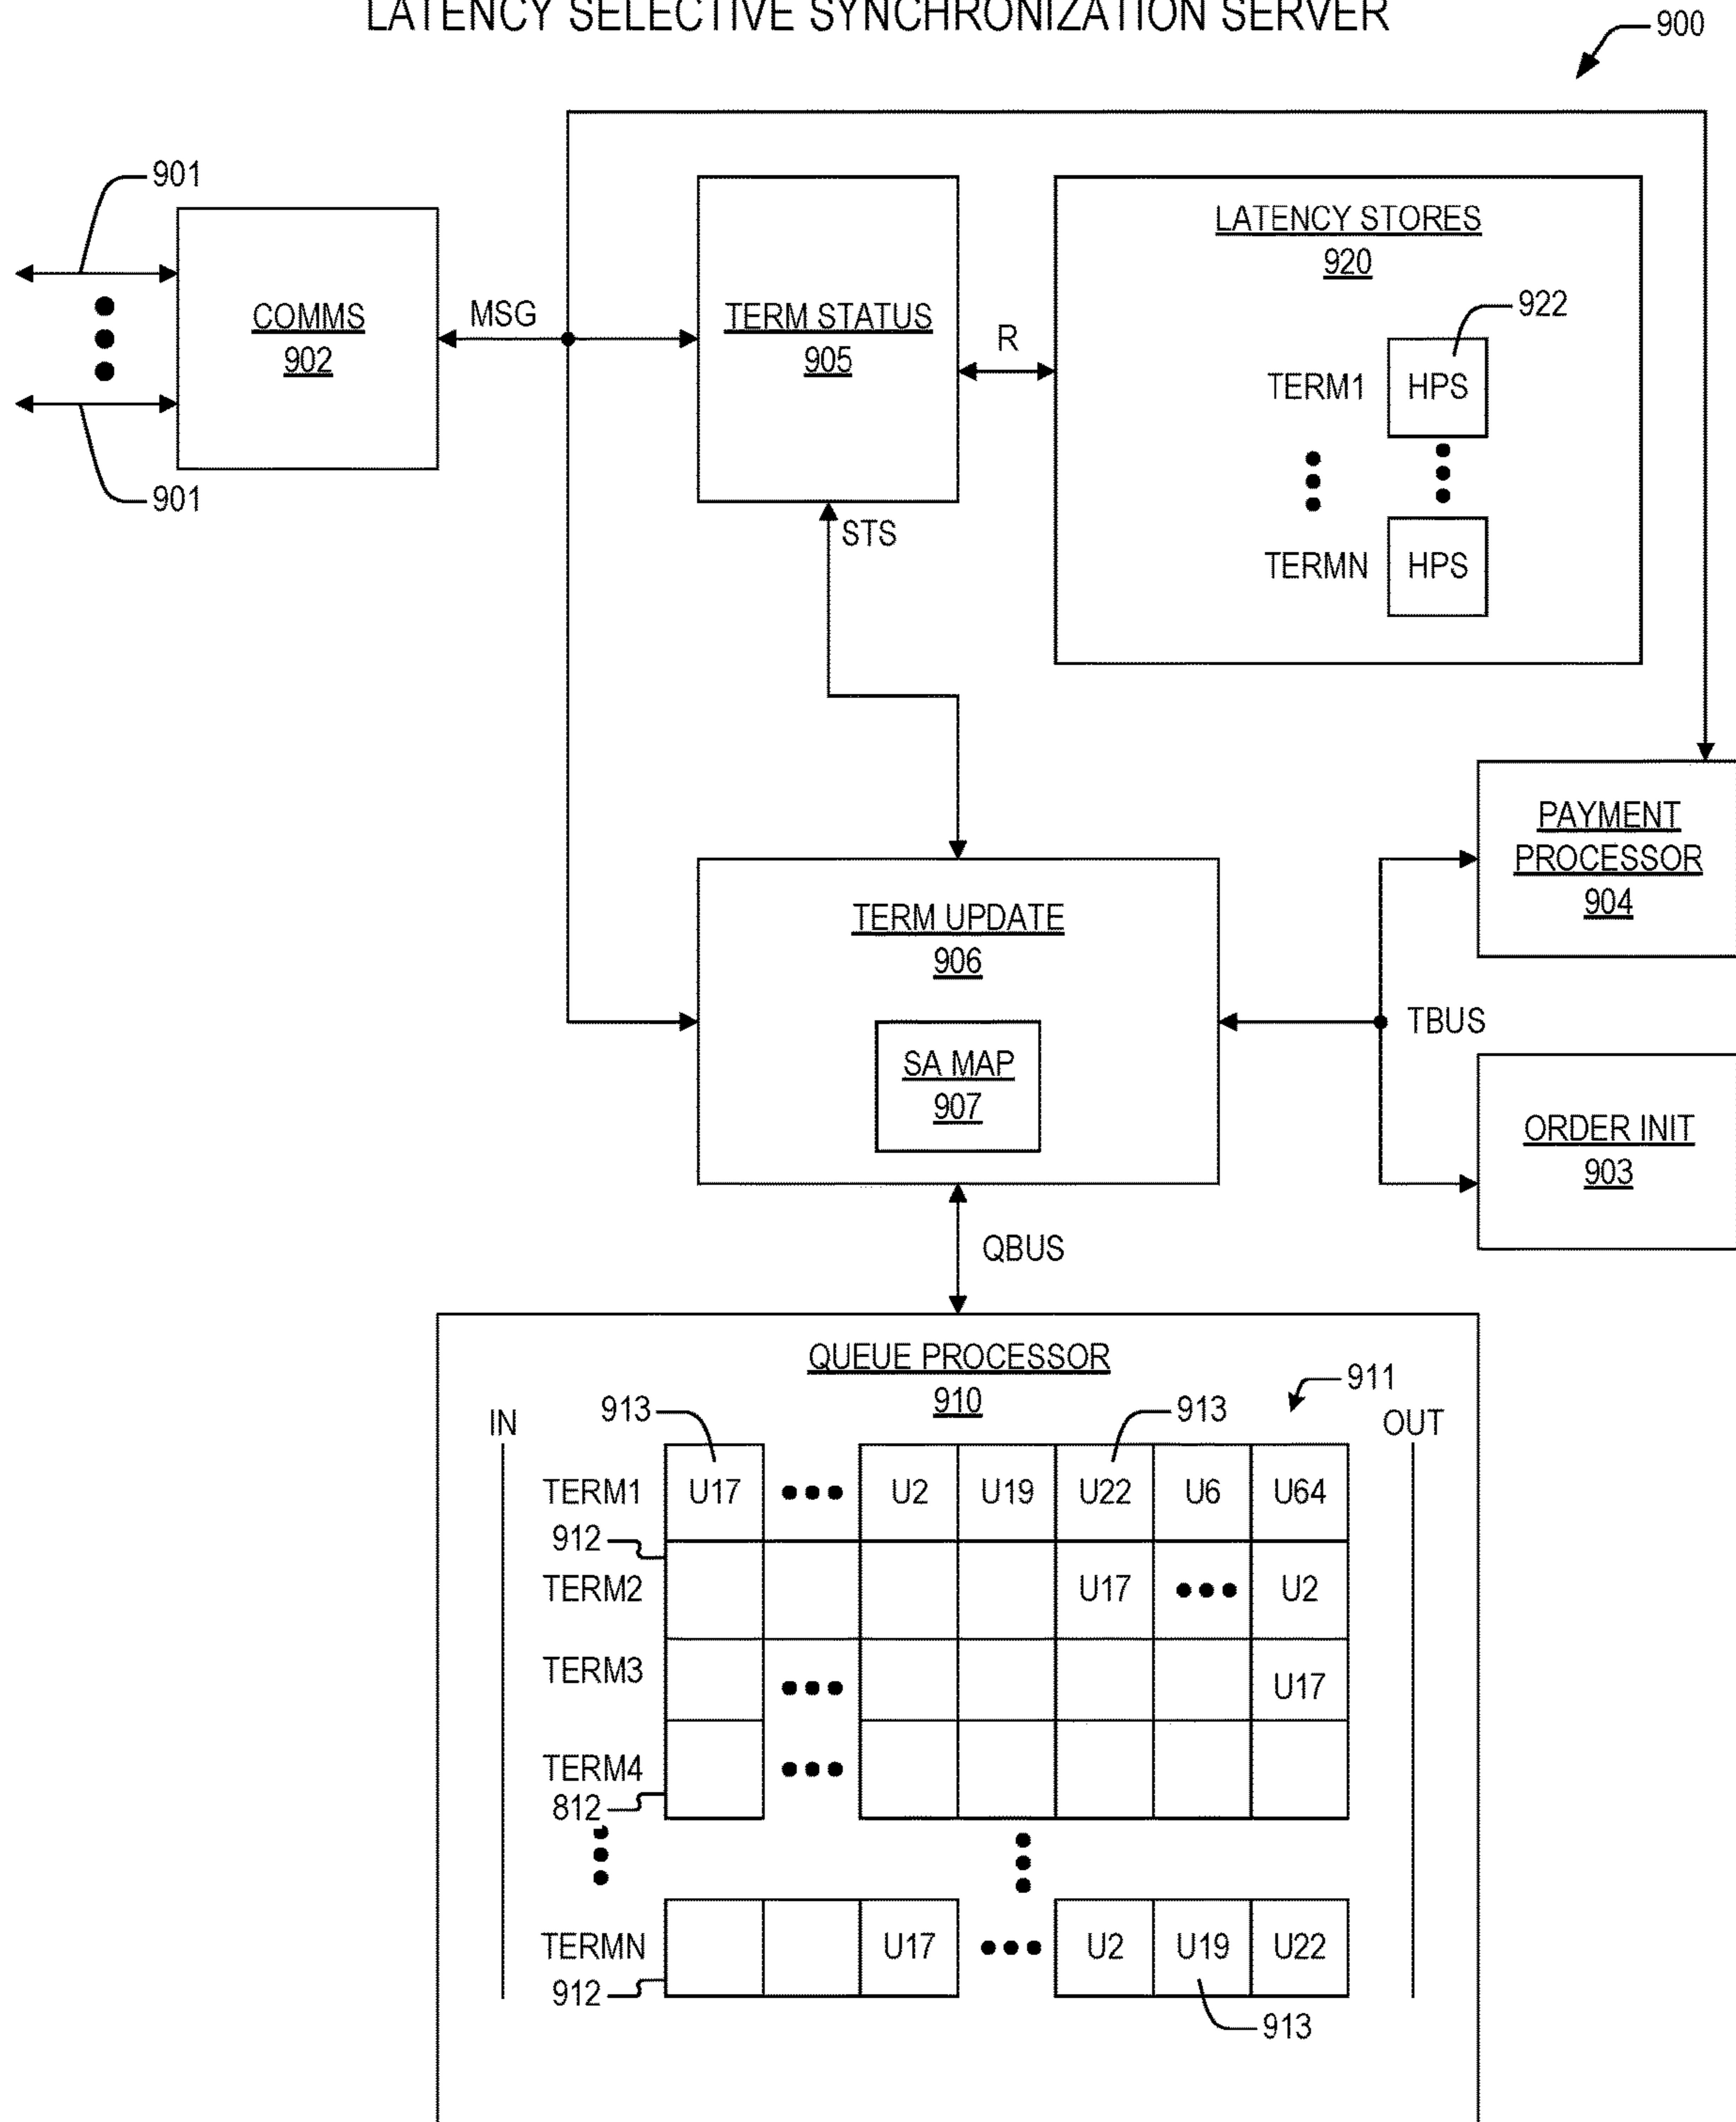 LATENCY SELECTIVE SYNCHRONIZATION SERVER
900
901
901
COMMS
902
MSG
TERM STATUS
905
R
LATENCY STORES
920
922
TERM1 HPS
TERMN HPS
STS
PAYMENT
PROCESSOR
904
TERM UPDATE
906
SA MAP
907
TBUS
ORDER INIT
903
QBUS
QUEUE PROCESSOR
910
911
913
913
IN
OUT
TERM1 U17 U2 U19 U22 U6 U64
912
TERM2 U17 U2
TERM3 U17
TERM4
812
TERMN U17 U2 U19 U22
912
913